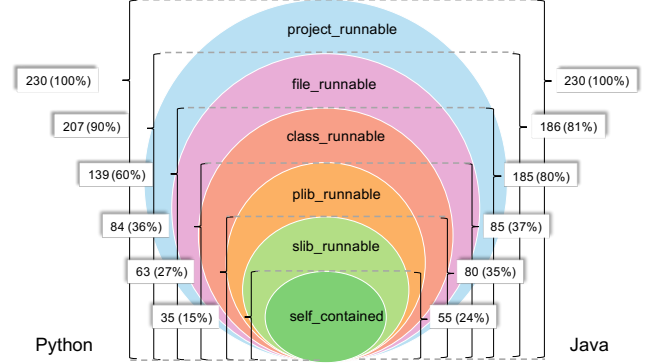 project_runnable
230 (100%)
230 (100%)
file_runnable
207 (90%)
186 (81%)
class_runnable
139 (60%)
185 (80%)
plib_runnable
84 (36%)
85 (37%)
slib_runnable
63 (27%)
80 (35%)
self_contained
35 (15%)
55 (24%)
Python
Java